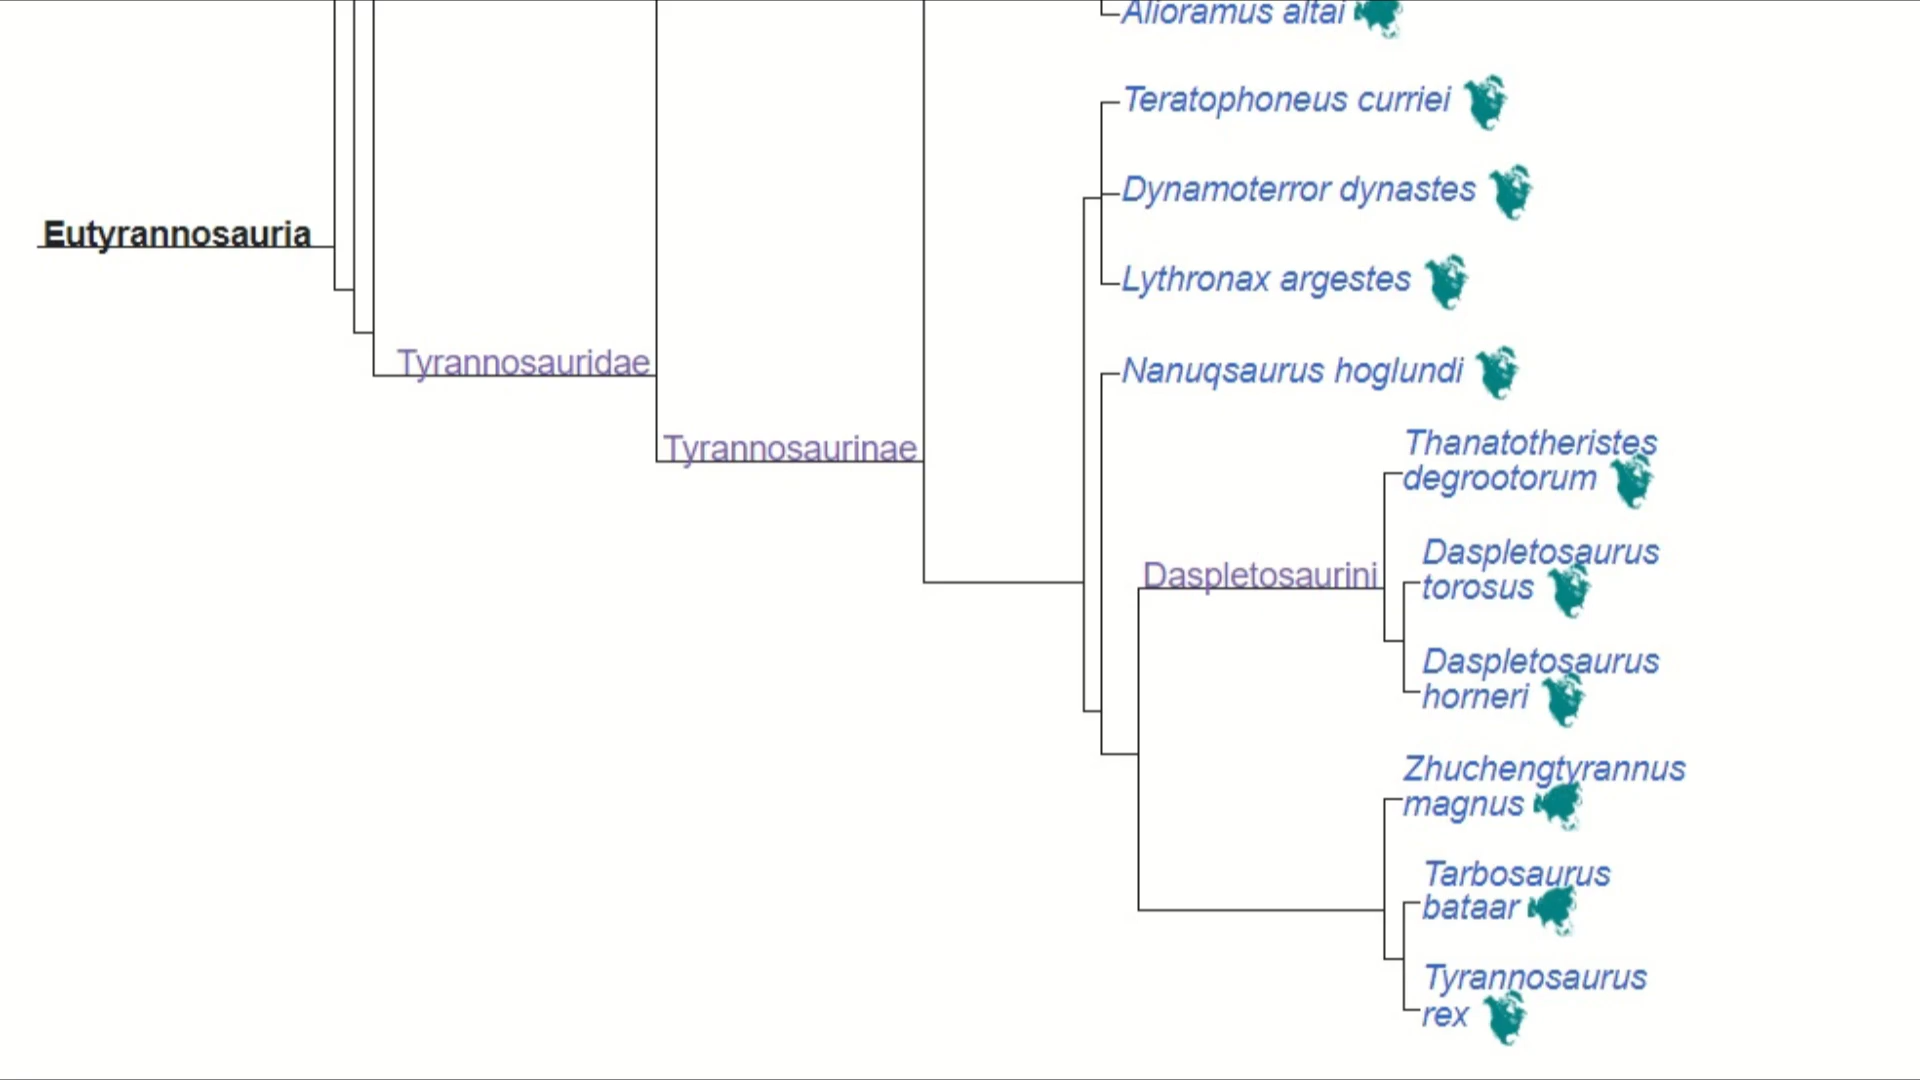 Alioramus altai
Teratophoneus curriei
Dynamoterror dynastes
Eutyrannosauria
Lythronax argestes
Tyrannosauridae
Nanuqsaurus hoglundi
Tyrannosaurinae
Thanatotheristes
degrootorum
Daspletosaurini
Daspletosaurus
torosus
Daspletosaurus
horneri
Zhuchengtyrannus
magnus
Tarbosaurus
bataar
Tyrannosaurus
rex